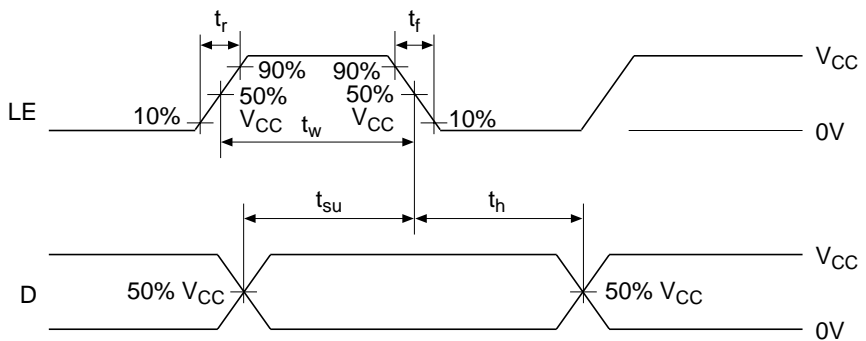 tr
tf
90%
90%
VCC
50%
VCC
50%
VCC
LE
10%
10%
tw
0V
tsu
th
VCC
D
50% VCC
50% VCC
0V